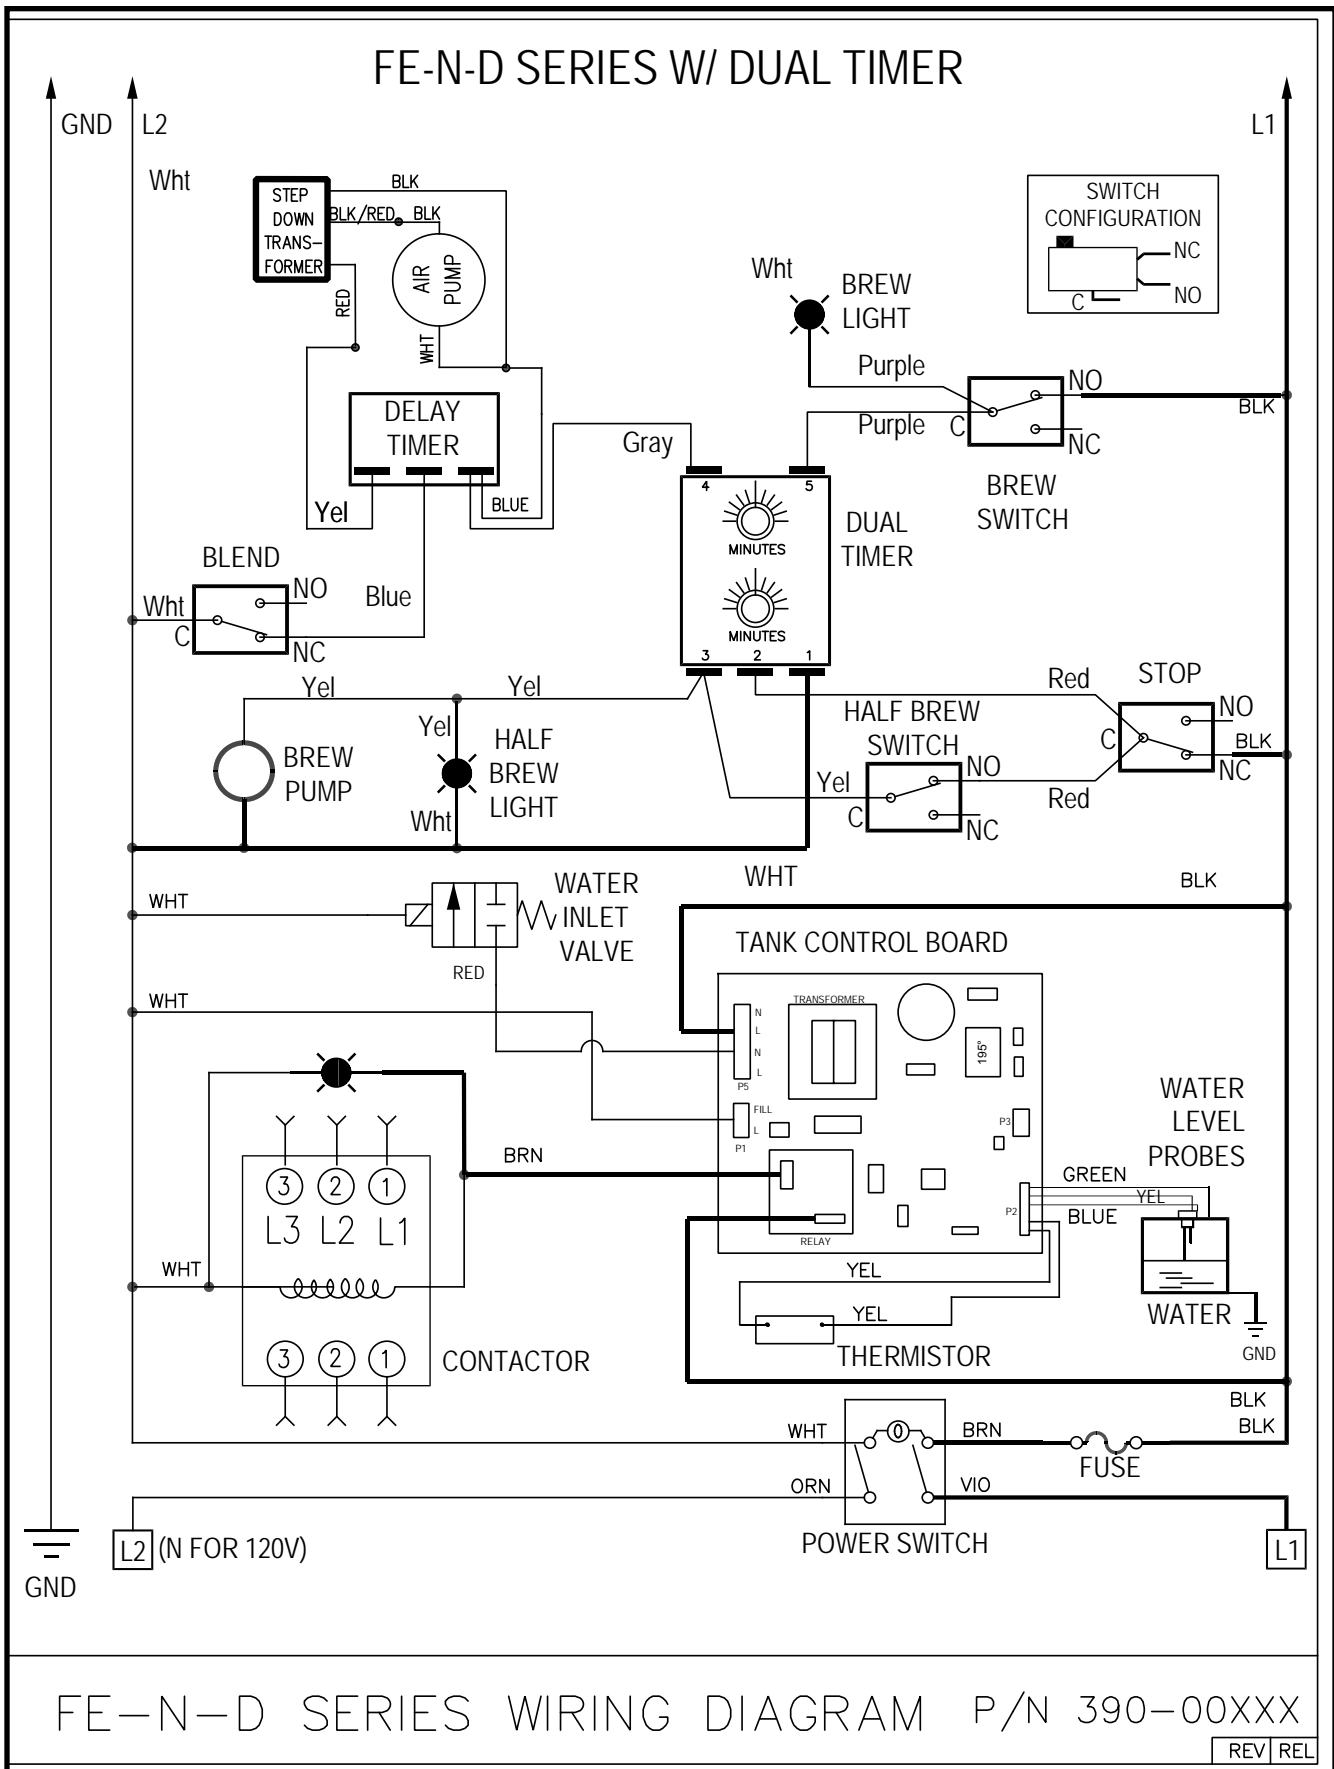 FE-N-D SERIES W/ DUAL TIMER
GND
L2
L1
Wht
STEP
DOWN
TRANS-
FORMER
BLK
BLK/RED
BLK
RED
AIR
PUMP
WHT
SWITCH
CONFIGURATION
NC
NO
C
Wht
BREW
LIGHT
Purple
Purple
C
NO
NC
BLK
BREW
SWITCH
DELAY
TIMER
Yel
BLUE
Gray
4
5
MINUTES
MINUTES
3
2
1
DUAL
TIMER
BLEND
Wht
C
NO
NC
Blue
Yel
Yel
Yel
BREW
PUMP
HALF
BREW
LIGHT
Wht
HALF BREW
SWITCH
Yel
C
NO
NC
Red
Red
STOP
C
NO
NC
BLK
WHT
BLK
WHT
WATER
INLET
VALVE
RED
WHT
TANK CONTROL BOARD
TRANSFORMER
N
L
N
L
P5
FILL
L
P1
195°
P3
P2
RELAY
WATER
LEVEL
PROBES
GREEN
YEL
BLUE
WATER
GND
BRN
3
2
1
L3
L2
L1
WHT
3
2
1
CONTACTOR
YEL
YEL
THERMISTOR
BLK
BLK
WHT
BRN
FUSE
ORN
VIO
POWER SWITCH
L2
(N FOR 120V)
L1
GND
FE-N-D SERIES WIRING DIAGRAM P/N 390-00XXX
REV REL